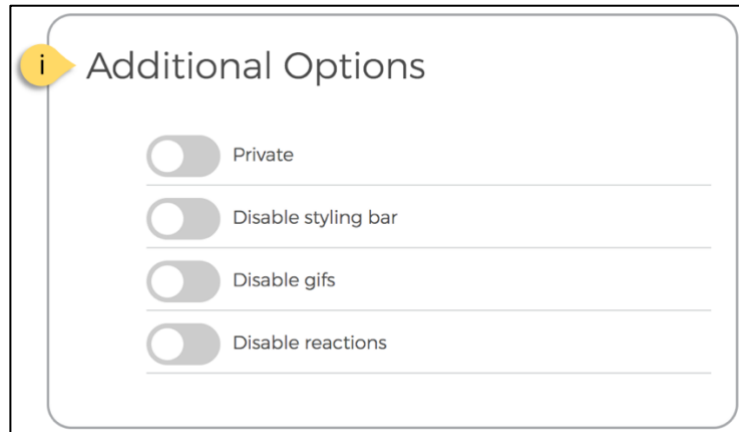 i
Additional Options
Private
Disable styling bar
Disable gifs
Disable reactions